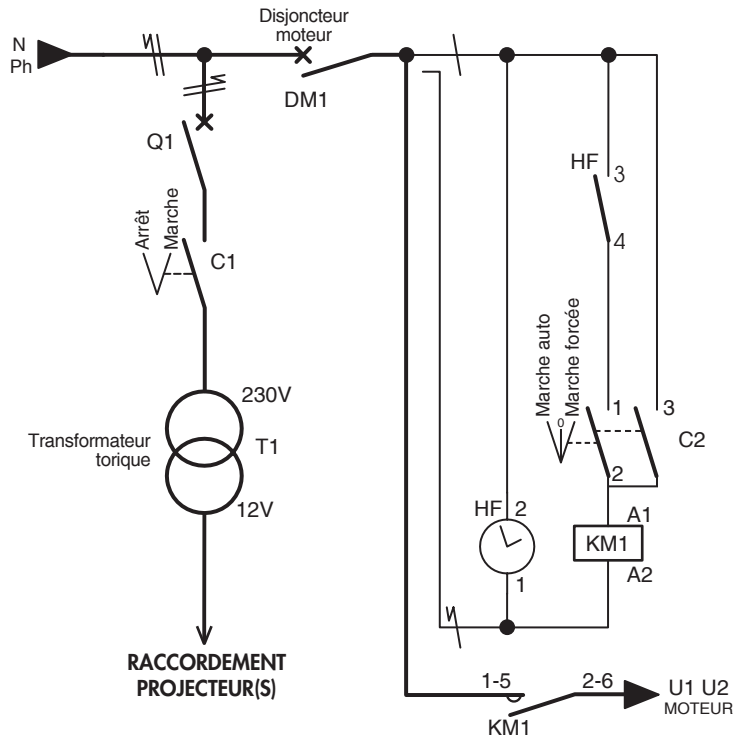 Disjoncteur
moteur
N
Ph
DM1
Q1
HF
3
4
Arrêt
Marche
C1
Marche auto
0
Marche forcée
230V
1
3
Transformateur
torique
T1
C2
2
12V
HF
2
A1
KM1
1
A2
N
RACCORDEMENT
PROJECTEUR(S)
1-5
2-6
U1 U2
MOTEUR
KM1